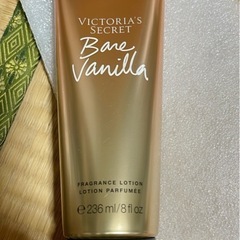 VICTORIA'S
SECRET
Bare
Vanilla
FRAGRANCE LOTION
LOTION PARFUMÉE
℮ 236 ml/8 fl oz